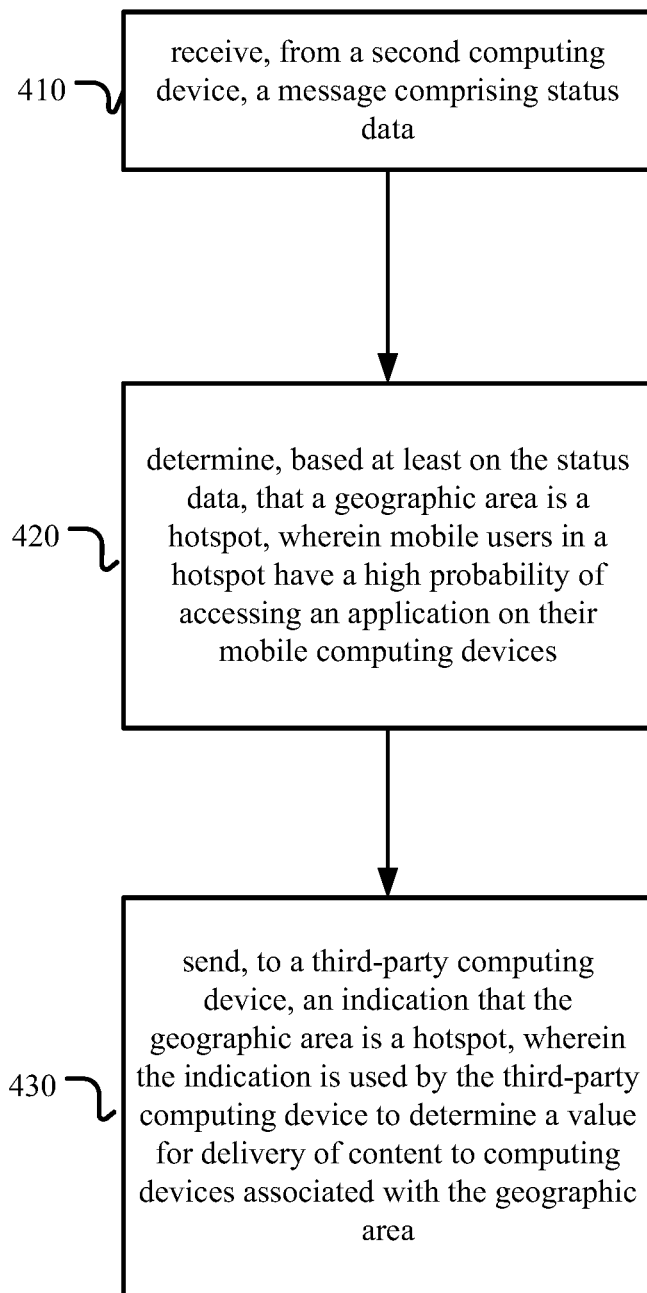 410
receive, from a second computing
device, a message comprising status
data
420
determine, based at least on the status
data, that a geographic area is a
hotspot, wherein mobile users in a
hotspot have a high probability of
accessing an application on their
mobile computing devices
430
send, to a third-party computing
device, an indication that the
geographic area is a hotspot, wherein
the indication is used by the third-party
computing device to determine a value
for delivery of content to computing
devices associated with the geographic
area